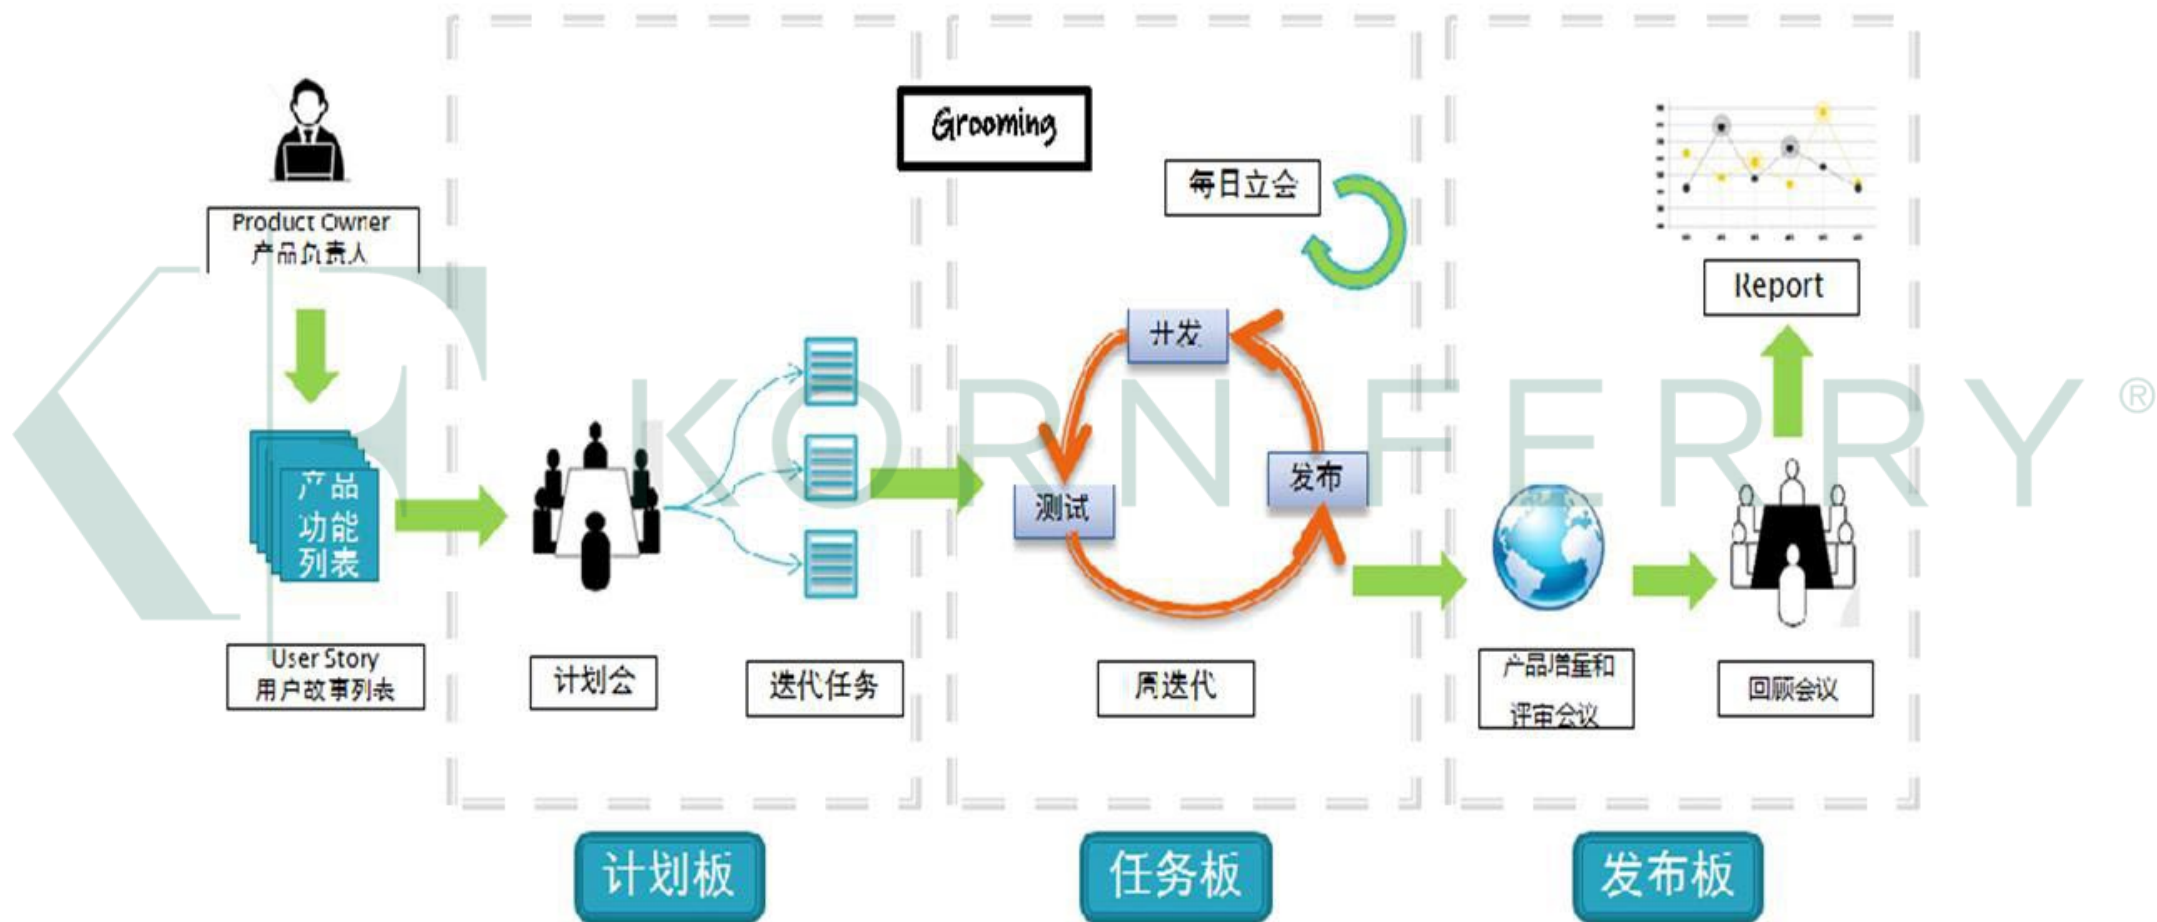 Grooming
每日立会
Product Owner
产品负责人
Report
开发
测试
发布
产品
功能
列表
User Story
用户故事列表
计划会
迭代任务
周迭代
产品增量和
评审会议
回顾会议
计划板
任务板
发布板
KORN FERRY®